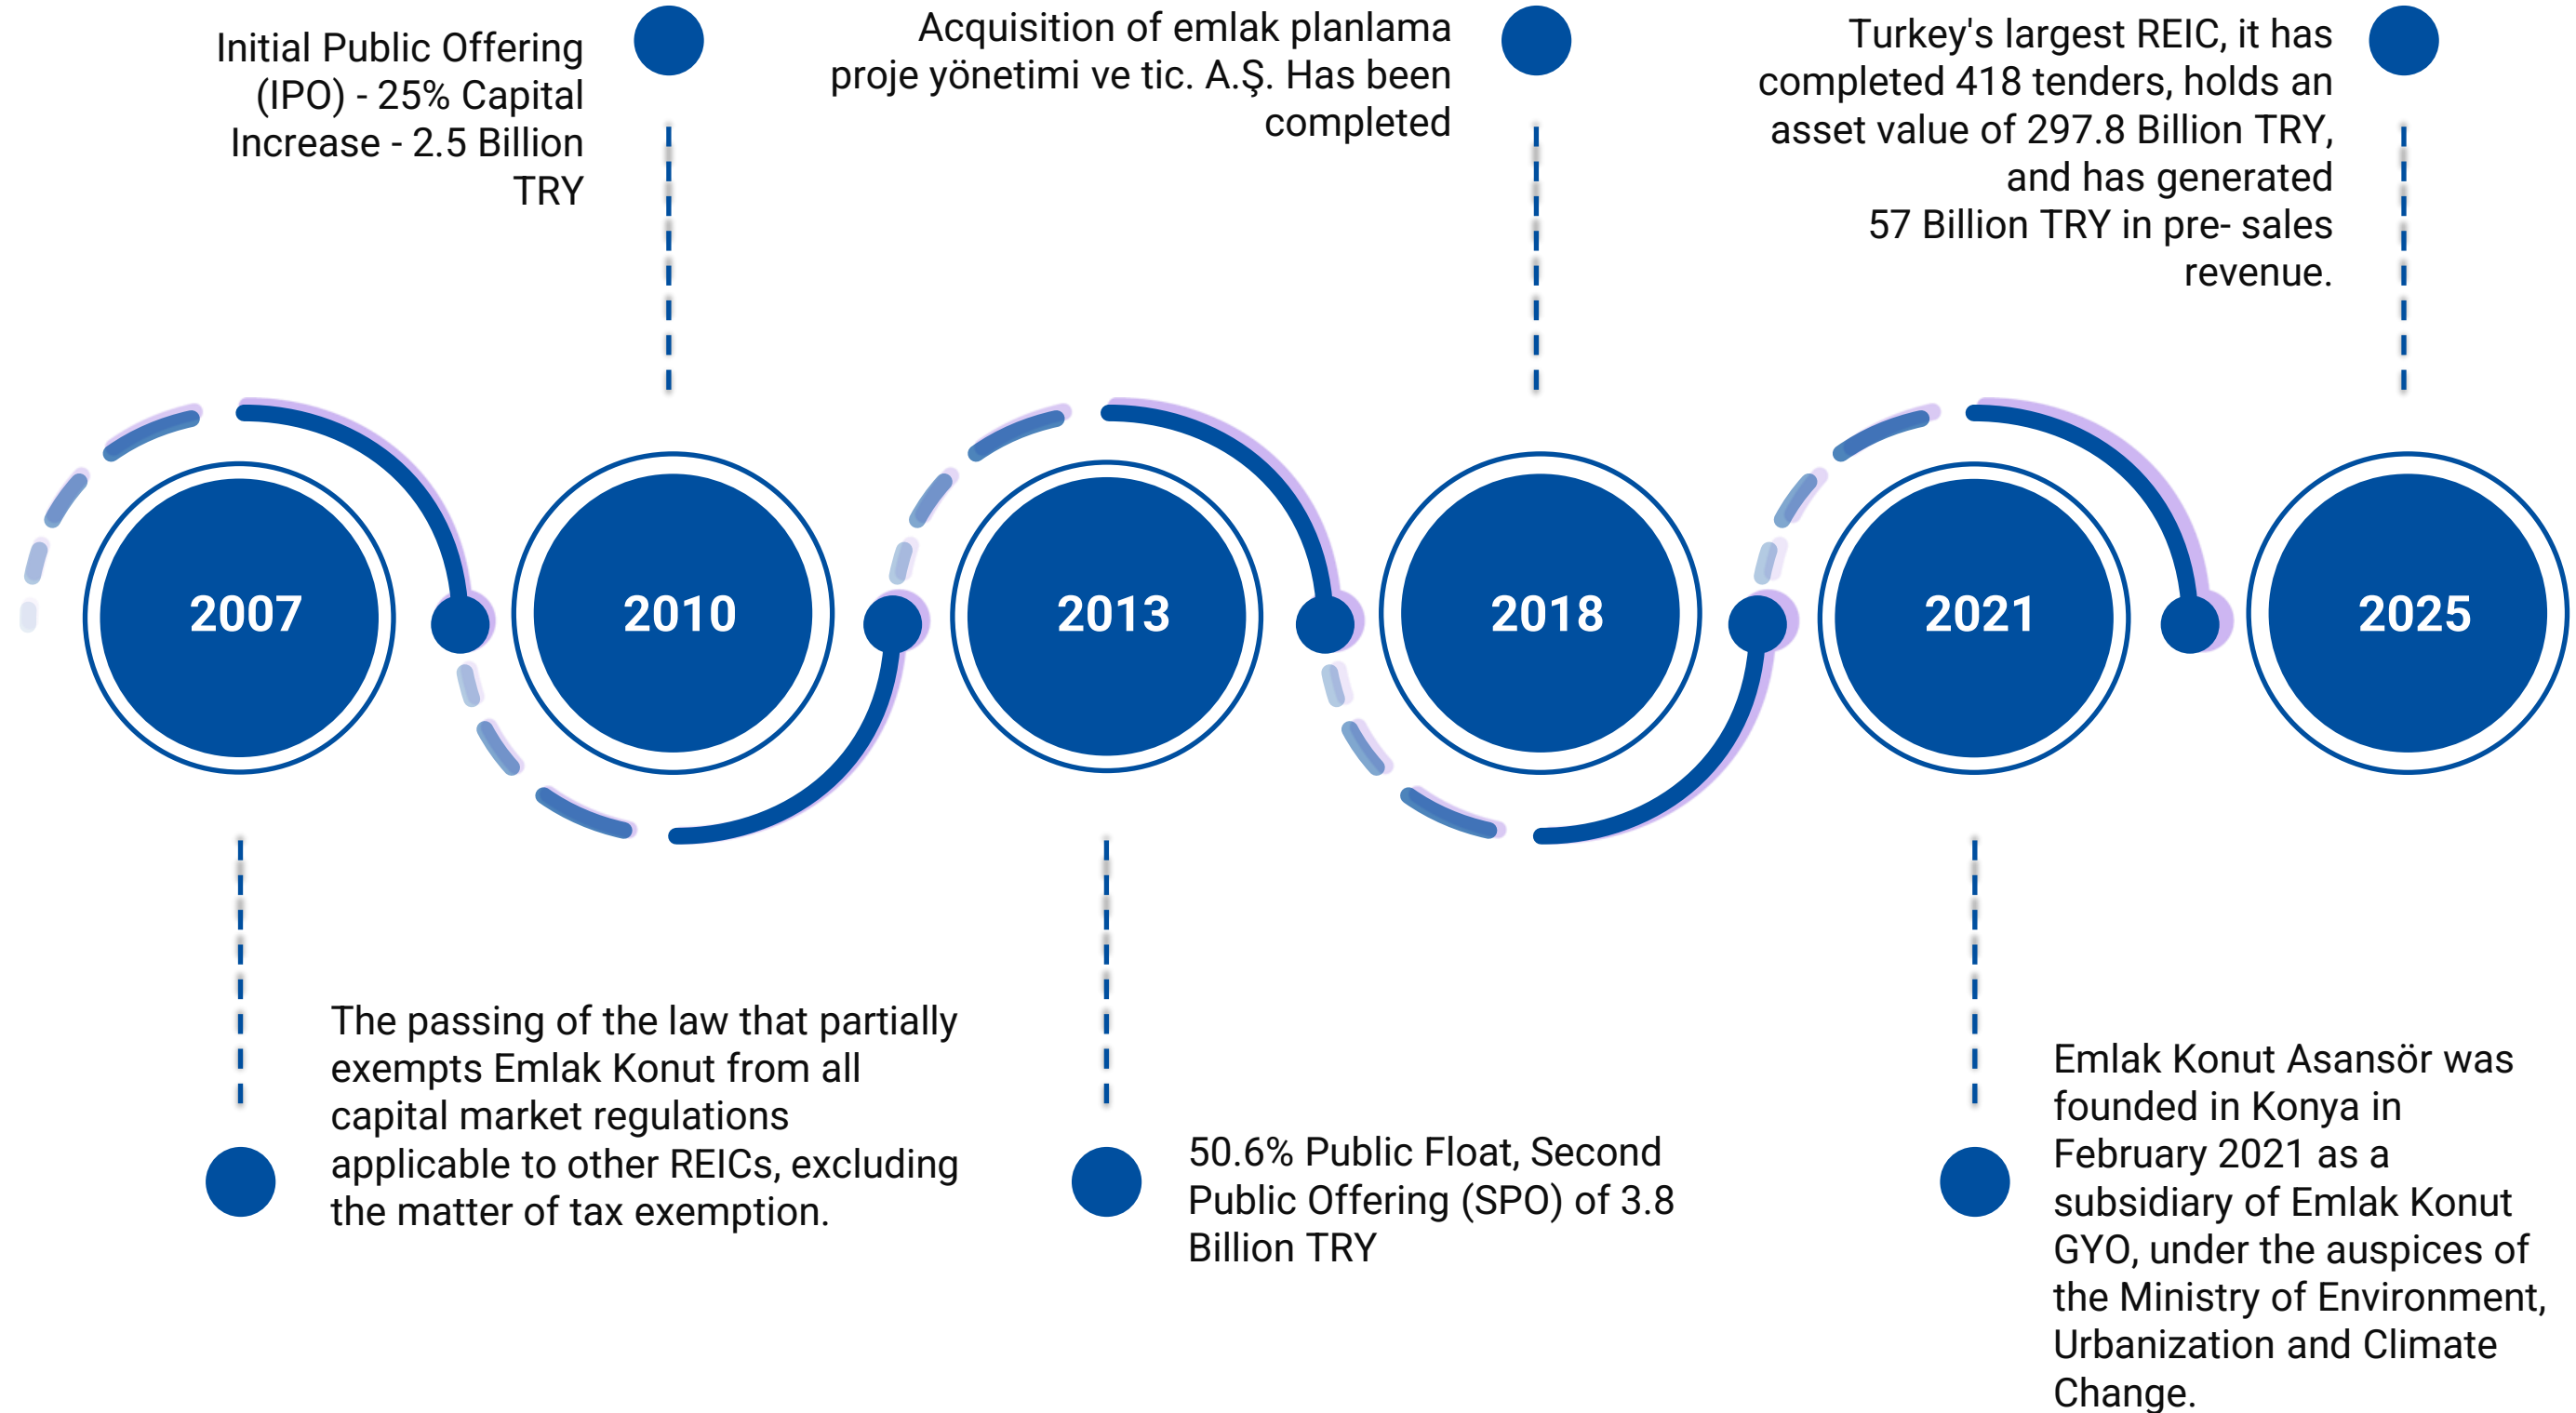 Initial Public Offering
(IPO) - 25% Capital
Increase - 2.5 Billion
TRY
Acquisition of emlak planlama
proje yönetimi ve tic. A.Ş. Has been
completed
Turkey's largest REIC, it has
completed 418 tenders, holds an
asset value of 297.8 Billion TRY,
and has generated
57 Billion TRY in pre- sales
revenue.
2007
2010
2013
2018
2021
2025
The passing of the law that partially
exempts Emlak Konut from all
capital market regulations
applicable to other REICs, excluding
the matter of tax exemption.
50.6% Public Float, Second
Public Offering (SPO) of 3.8
Billion TRY
Emlak Konut Asansör was
founded in Konya in
February 2021 as a
subsidiary of Emlak Konut
GYO, under the auspices of
the Ministry of Environment,
Urbanization and Climate
Change.